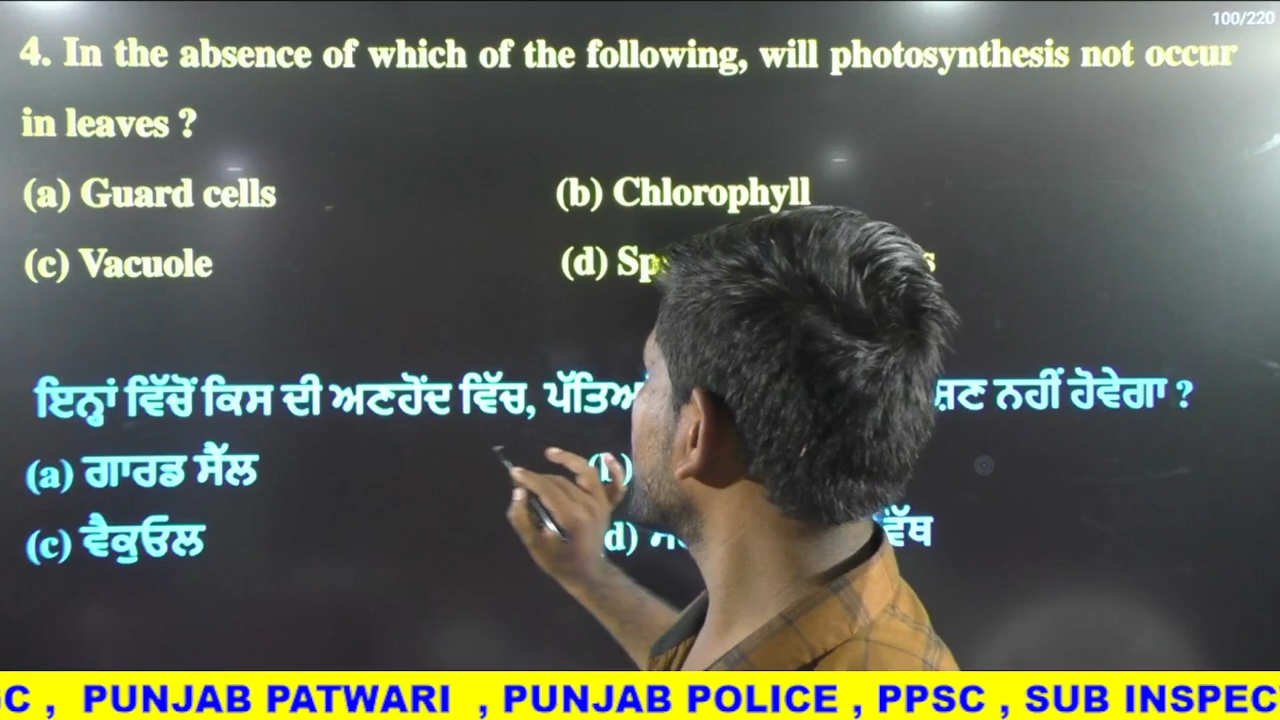 100/220
4. In the absence of which of the following, will photosynthesis not occur
in leaves ?
(a) Guard cells (b) Chlorophyll
(c) Vacuole (d)
ਇਨ੍ਹਾਂ ਵਿੱਚੋਂ ਕਿਸ ਦੀ ਅਣਹੋਂਦ ਵਿੱਚ, ਨਹੀਂ ਹੋਵੇਗਾ ?
(a) ਗਾਰਡ ਸੈੱਲ
(c) ਵੈਕੁਓਲ (d)
PUNJAB PATWARI , PUNJAB POLICE , PPSC , SUB